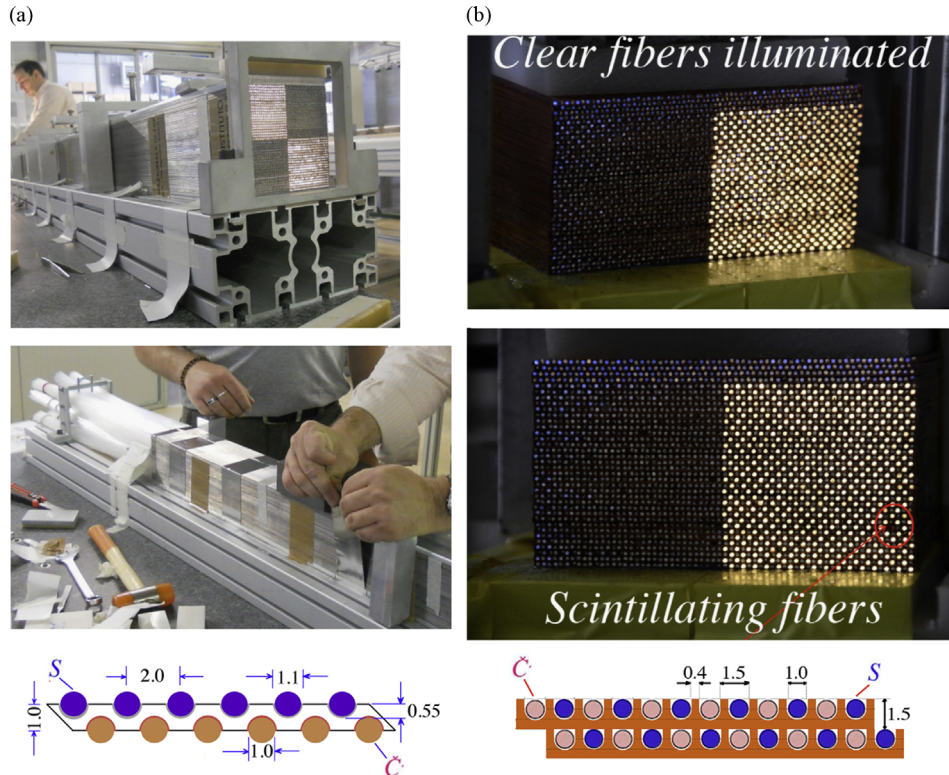 (a)
(b)
Clear fibers illuminated
Scintillating fibers
S
2.0
1.1
1.0
0.55
1.0
Č
Č
0.4
1.5
1.0
S
1.5